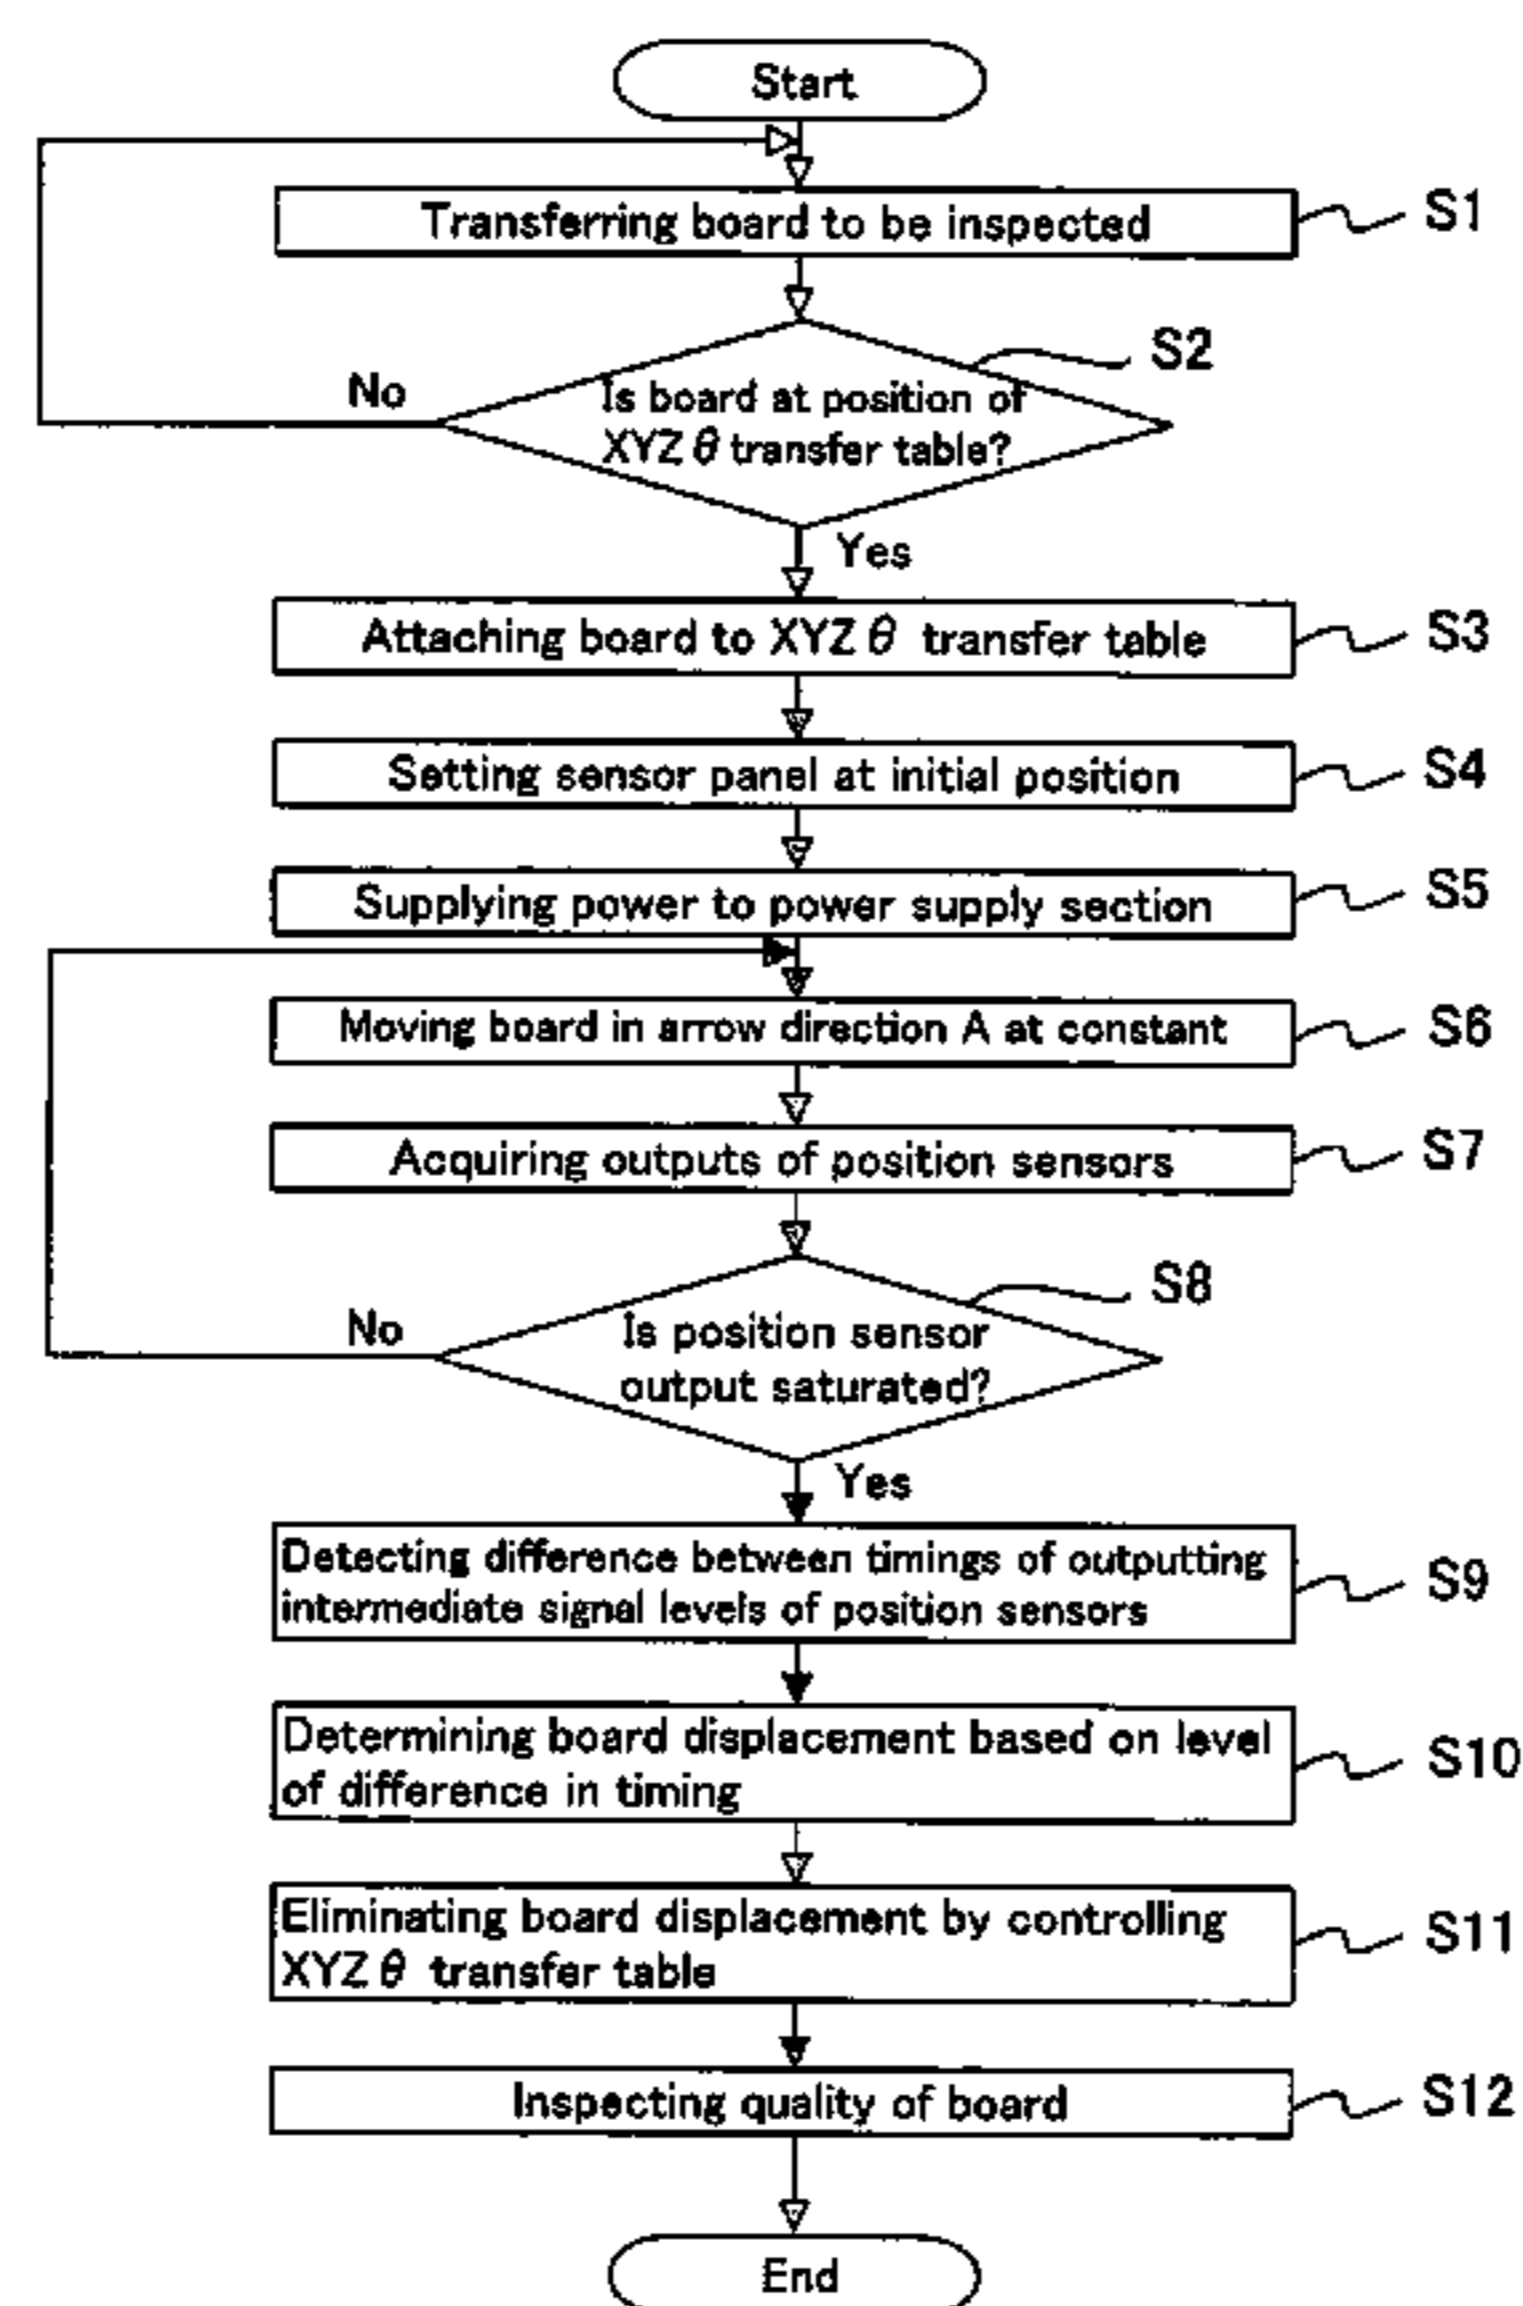 Start
Transferring board to be inspected
S1
S2
No
Is board at position of
XYZθ transfer table?
Yes
Attaching board to XYZθ transfer table
S3
Setting sensor panel at initial position
S4
Supplying power to power supply section
S5
Moving board in arrow direction A at constant
S6
Acquiring outputs of position sensors
S7
S8
No
Is position sensor
output saturated?
Yes
Detecting difference between timings of outputting
intermediate signal levels of position sensors
S9
Determining board displacement based on level
of difference in timing
S10
Eliminating board displacement by controlling
XYZθ transfer table
S11
Inspecting quality of board
S12
End